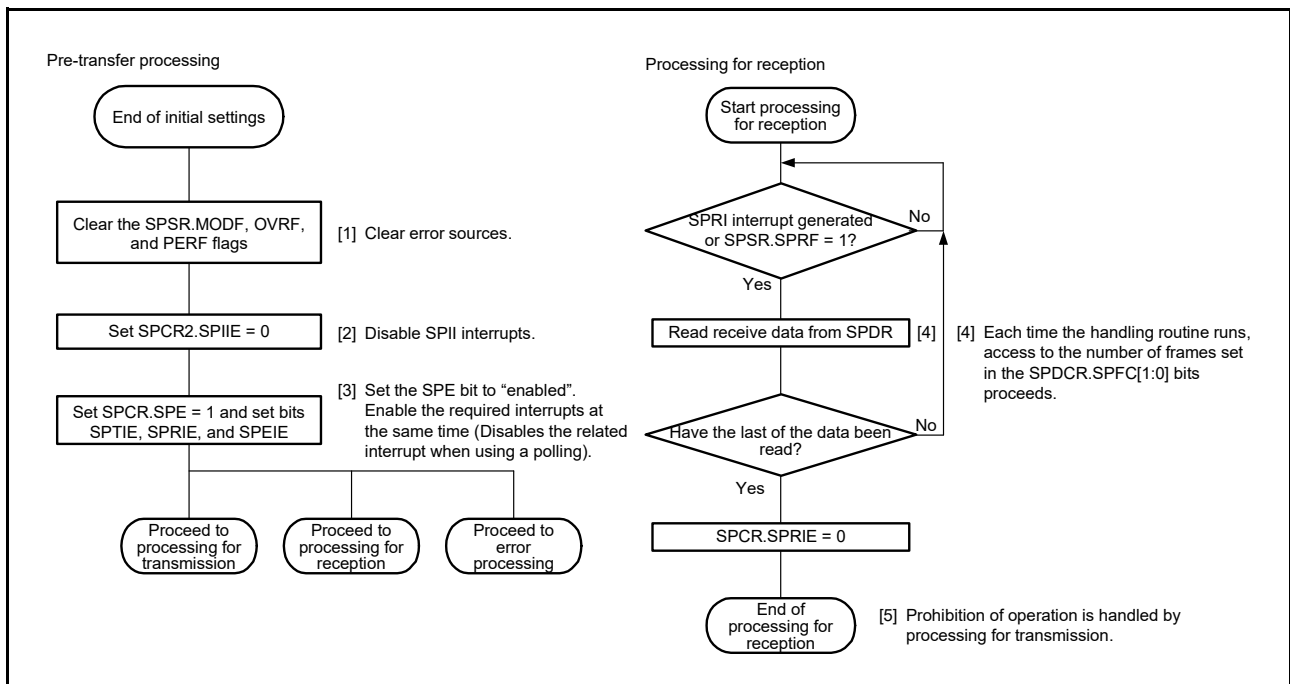 Pre-transfer processing
End of initial settings
Clear the SPSR.MODF, OVRF,
and PERF flags
[1] Clear error sources.
Set SPCR2.SPIIE = 0
[2] Disable SPII interrupts.
Set SPCR.SPE = 1 and set bits
SPTIE, SPRIE, and SPEIE
[3] Set the SPE bit to “enabled”.
Enable the required interrupts at
the same time (Disables the related
interrupt when using a polling).
Proceed to
processing for
transmission
Proceed to
processing for
reception
Proceed to
error
processing
Processing for reception
Start processing
for reception
SPRI interrupt generated
or SPSR.SPRF = 1?
No
Yes
Read receive data from SPDR
[4]
[4] Each time the handling routine runs,
access to the number of frames set
in the SPDCR.SPFC[1:0] bits
proceeds.
Have the last of the data been
read?
No
Yes
SPCR.SPRIE = 0
End of
processing for
reception
[5] Prohibition of operation is handled by
processing for transmission.